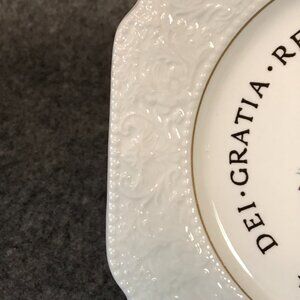 DEI · GRATIA ·